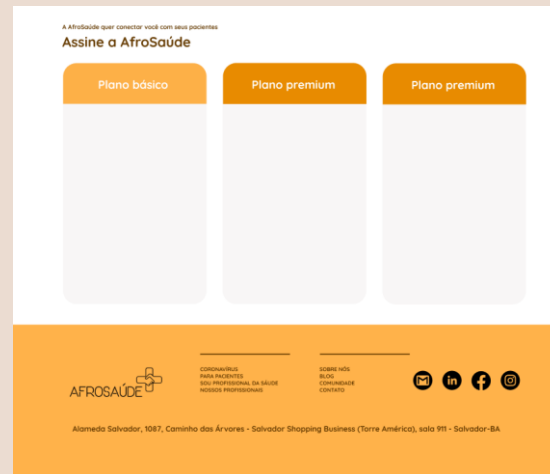 A AfroSaúde quer conectar você com seus pacientes
Assine a AfroSaúde
Plano básico
Plano premium
Plano premium
AFROSAÚDE
CORONAVÍRUS
PARA PACIENTES
SOU PROFISSIONAL DA SÁUDE
NOSSOS PROFISSIONAIS
SOBRE NÓS
BLOG
COMUNIDADE
CONTATO
Alameda Salvador, 1087, Caminho das Árvores - Salvador Shopping Business (Torre América), sala 911 - Salvador-BA